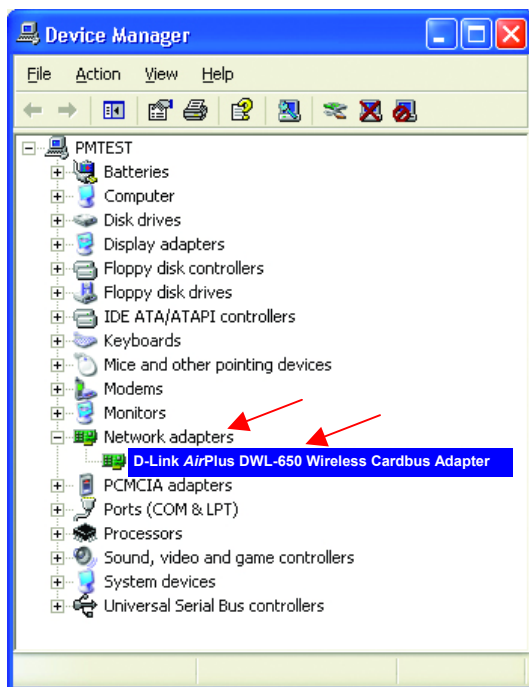 Device Manager
File Action View Help
PMTEST
Batteries
Computer
Disk drives
Display adapters
Floppy disk controllers
Floppy disk drives
IDE ATA/ATAPI controllers
Keyboards
Mice and other pointing devices
Modems
Monitors
Network adapters
D-Link AirPlus DWL-650 Wireless Cardbus Adapter
PCMCIA adapters
Ports (COM & LPT)
Processors
Sound, video and game controllers
System devices
Universal Serial Bus controllers